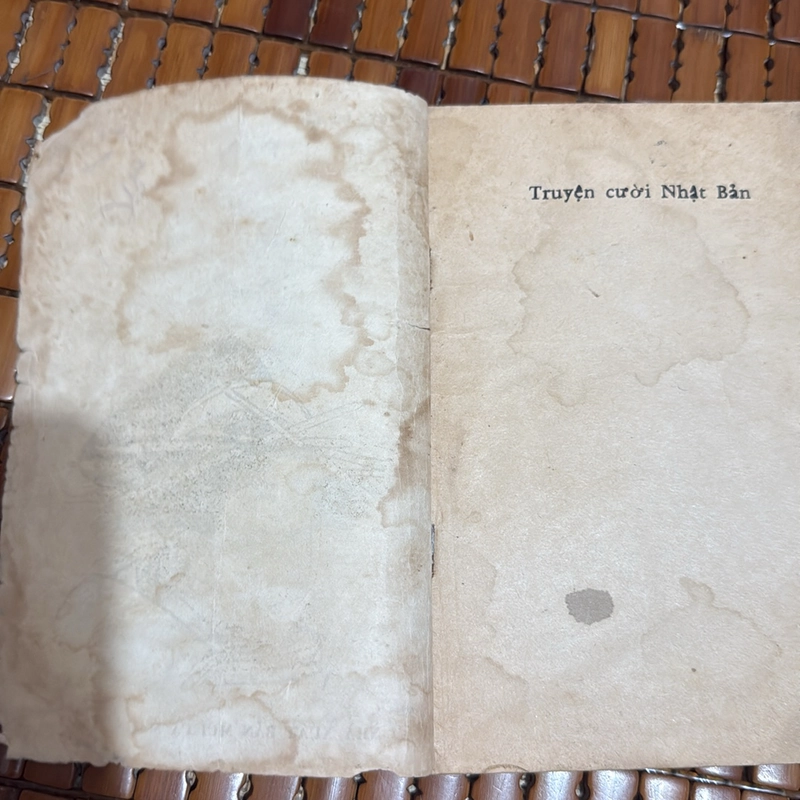 Truyện cười Nhật Bản